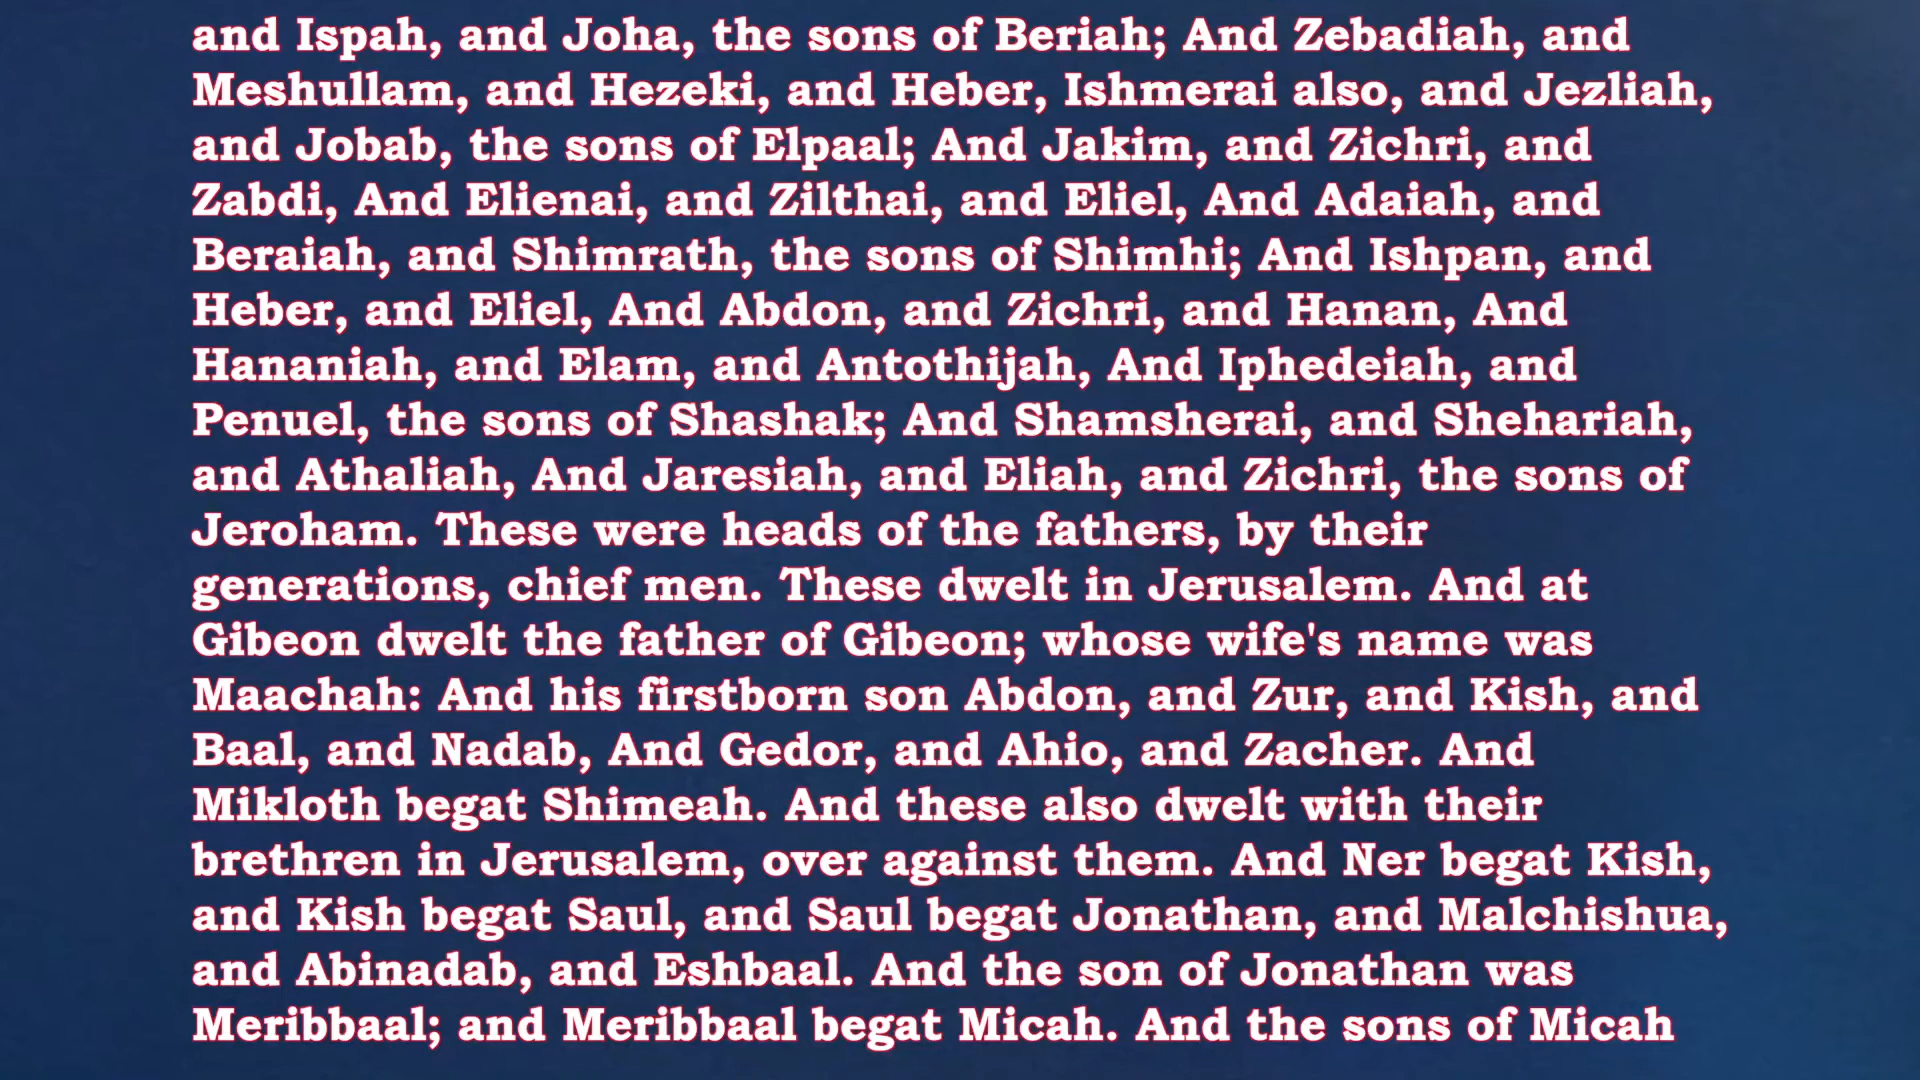 and Ispah, and Joha, the sons of Beriah; And Zebadiah, and
Meshullam, and Hezeki, and Heber, Ishmerai also, and Jezliah,
and Jobab, the sons of Elpaal; And Jakim, and Zichri, and
Zabdi, And Elienai, and Zilthai, and Eliel, And Adaiah, and
Beraiah, and Shimrath, the sons of Shimhi; And Ishpan, and
Heber, and Eliel, And Abdon, and Zichri, and Hanan, And
Hananiah, and Elam, and Antothijah, And Iphedeiah, and
Penuel, the sons of Shashak; And Shamsherai, and Shehariah,
and Athaliah, And Jaresiah, and Eliah, and Zichri, the sons of
Jeroham. These were heads of the fathers, by their
generations, chief men. These dwelt in Jerusalem. And at
Gibeon dwelt the father of Gibeon; whose wife's name was
Maachah: And his firstborn son Abdon, and Zur, and Kish, and
Baal, and Nadab, And Gedor, and Ahio, and Zacher. And
Mikloth begat Shimeah. And these also dwelt with their
brethren in Jerusalem, over against them. And Ner begat Kish,
and Kish begat Saul, and Saul begat Jonathan, and Malchishua,
and Abinadab, and Eshbaal. And the son of Jonathan was
Meribbaal; and Meribbaal begat Micah. And the sons of Micah